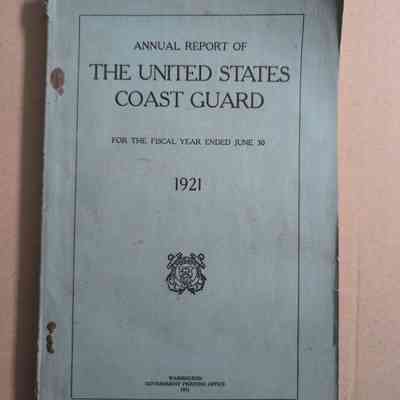 ANNUAL REPORT OF
THE UNITED STATES
COAST GUARD
FOR THE FISCAL YEAR ENDED JUNE 30
1921
WASHINGTON
GOVERNMENT PRINTING OFFICE
1921